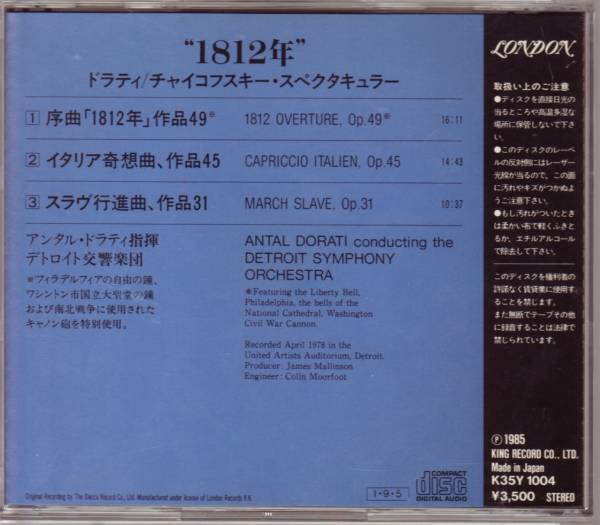 “1812年”
ドラティ/チャイコフスキー・スペクタキュラー
1 序曲「1812年」作品49* 1812 OVERTURE, Op.49* 16:11
2 イタリア奇想曲、作品45 CAPRICCIO ITALIEN, Op.45 14:43
3 スラヴ行進曲、作品31 MARCH SLAVE, Op.31 10:37
アンタル・ドラティ指揮
デトロイト交響楽団
*フィラデルフィアの自由の鐘、
ワシントン市国立大聖堂の鐘
および南北戦争に使用された
キャノン砲を特別使用。
ANTAL DORATI conducting the
DETROIT SYMPHONY
ORCHESTRA
*Featuring the Liberty Bell,
Philadelphia, the bells of the
National Cathedral, Washington
Civil War Cannon.
Recorded April 1978 in the
United Artists Auditorium, Detroit.
Producer: James Mallinson
Engineer: Colin Moorfoot
Original Recording by The Decca Record Co., Ltd. Manufactured under license of London Records K.K.
I・9・5
COMPACT
disc
DIGITAL AUDIO
LONDON
取扱い上のご注意
●ディスクを直接日光の
当るところや高温多湿な
場所に保管しないで下さ
い。
●このディスクのレーベ
ルの反対側にはレーザー
光線が当るので、この面
に汚れやキズがつかぬよ
うご注意下さい。
●もし汚れがついたとき
は柔かい布で軽くふきと
るか、エチルアルコール
で除去して下さい。
このディスクを権利者の
許諾なく賃貸業に使用す
ることを禁じます。
また無断でテープその他
に録音することは法律で
禁じられています。
Ⓟ 1985
KING RECORD CO., LTD.
Made in Japan
K35Y 1004
¥3,500 STEREO